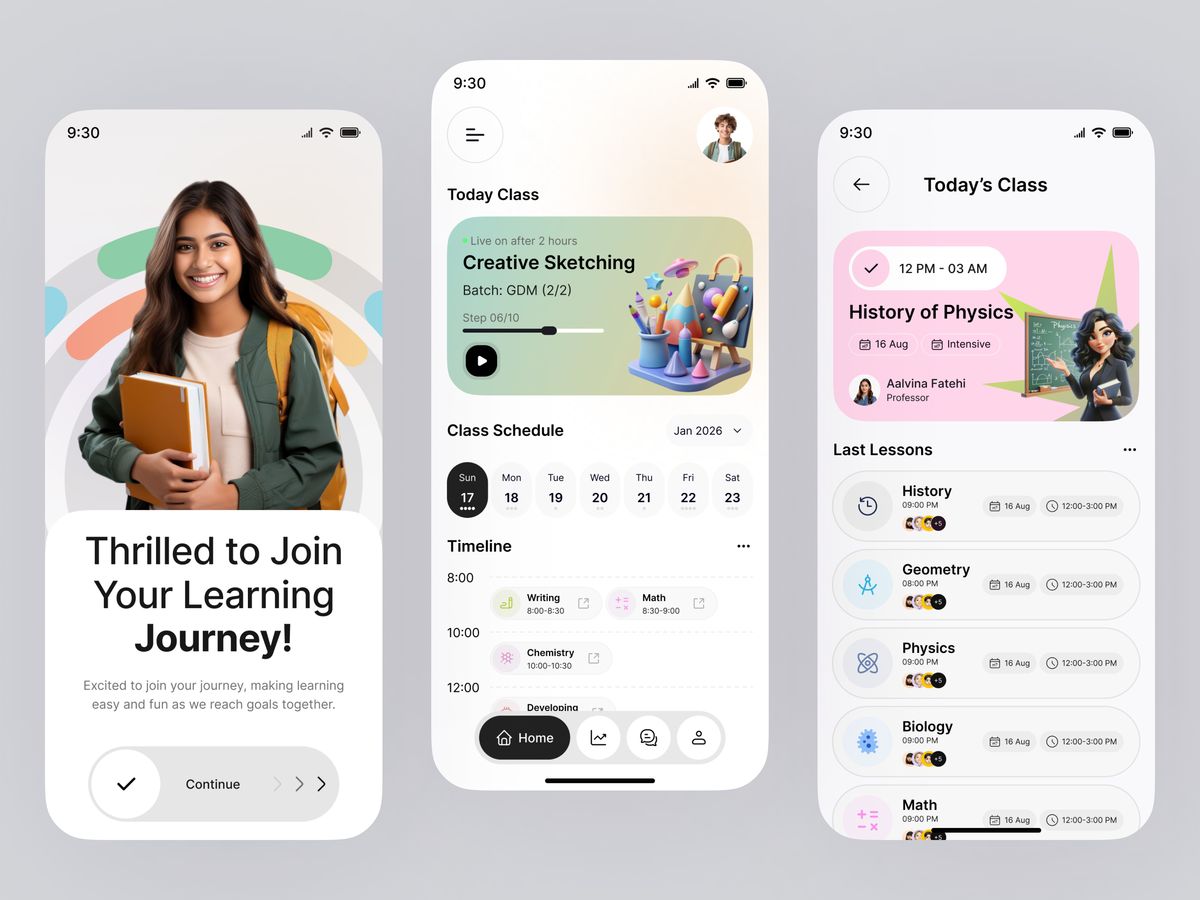 9:30
Thrilled to Join
Your Learning
Journey!
Excited to join your journey, making learning
easy and fun as we reach goals together.
Continue
9:30
Today Class
Live on after 2 hours
Creative Sketching
Batch: GDM (2/2)
Step 06/10
Class Schedule
Jan 2026
Sun Mon Tue Wed Thu Fri Sat
17 18 19 20 21 22 23
Timeline
8:00
Writing
8:00-8:30
Math
8:30-9:00
10:00
Chemistry
10:00-10:30
12:00
Developing
Home
9:30
Today's Class
12 PM - 03 AM
History of Physics
16 Aug
Intensive
Aalvina Fatehi
Professor
Physics
Last Lessons
History
09:00 PM
+5
16 Aug
12:00-3:00 PM
Geometry
08:00 PM
+5
16 Aug
12:00-3:00 PM
Physics
09:00 PM
+5
16 Aug
12:00-3:00 PM
Biology
09:00 PM
+5
16 Aug
12:00-3:00 PM
Math
09:00 PM
+5
16 Aug
12:00-3:00 PM